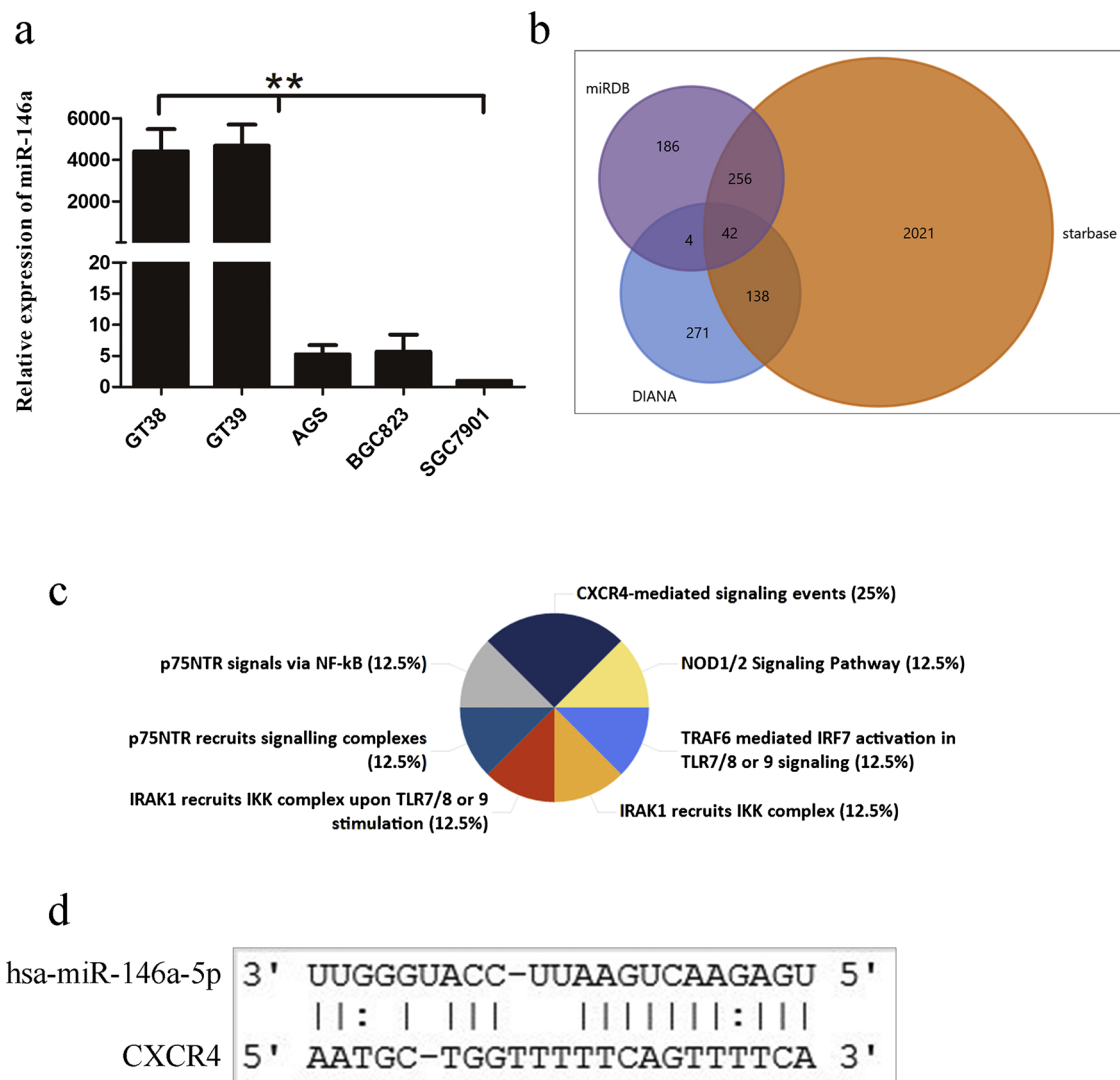 a
**
Relative expression of miR-146a
6000
4000
2000
20
15
10
5
0
GT38
GT39
AGS
BGC823
SGC7901
b
miRDB
186
256
4
42
2021
starbase
138
271
DIANA
c
CXCR4-mediated signaling events (25%)
p75NTR signals via NF-kB (12.5%)
NOD1/2 Signaling Pathway (12.5%)
p75NTR recruits signalling complexes
(12.5%)
TRAF6 mediated IRF7 activation in
TLR7/8 or 9 signaling (12.5%)
IRAK1 recruits IKK complex upon TLR7/8 or 9
stimulation (12.5%)
IRAK1 recruits IKK complex (12.5%)
d
hsa-miR-146a-5p 3' UUGGGUACC-UUAAGUCAAGAGU 5'
||: | ||| |||||||:|||
CXCR4 5' AATGC-TGGTTTTTCAGTTTTCA 3'